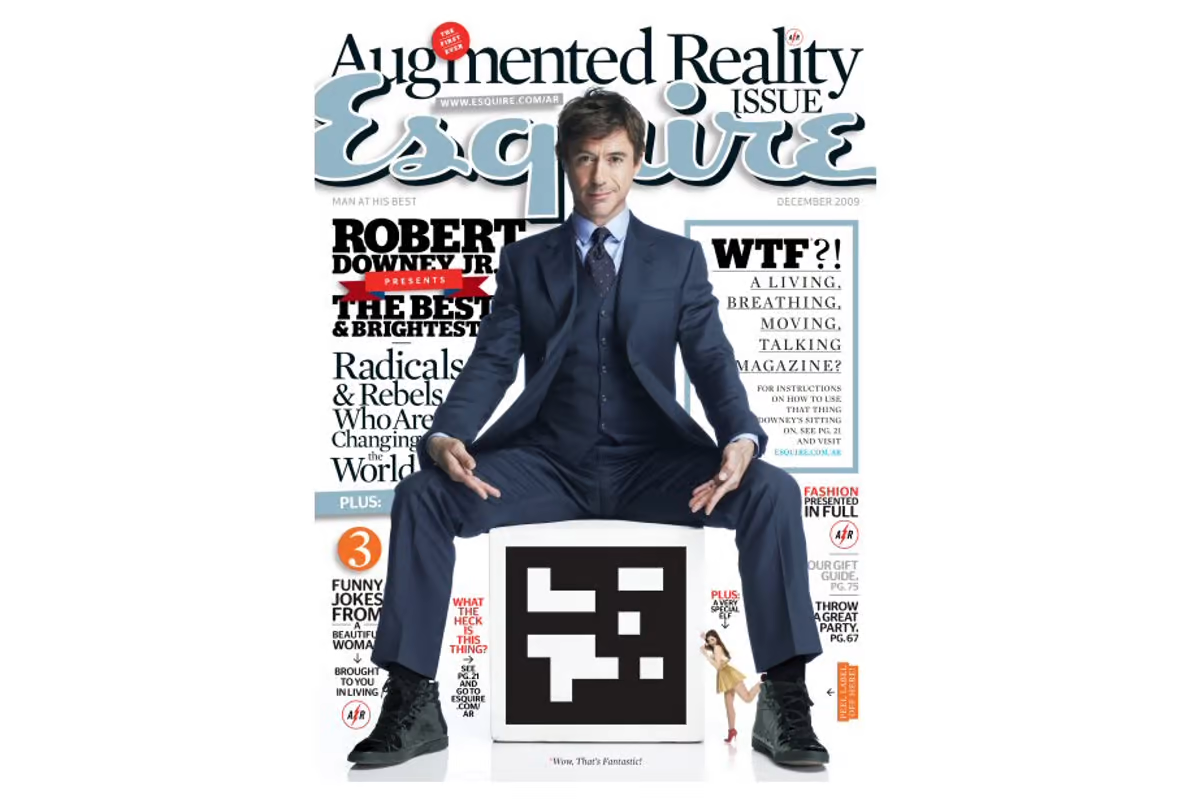 THE
FIRST
EVER
Augmented Reality
A/R
ISSUE
WWW.ESQUIRE.COM/AR
Esquire
MAN AT HIS BEST
DECEMBER 2009
ROBERT
DOWNEY JR.
PRESENTS
THE BEST
& BRIGHTEST
Radicals
& Rebels
Who Are
Changing
the
World
PLUS:
3
FUNNY
JOKES
FROM
A
BEAUTIFUL
WOMAN
↓
BROUGHT
TO YOU
IN LIVING
A/R
WHAT
THE
HECK
IS
THIS
THING?
→
SEE
PG. 21
AND
GO TO
ESQUIRE
.COM/
AR
WTF*?!
A LIVING,
BREATHING,
MOVING,
TALKING
MAGAZINE?
FOR INSTRUCTIONS
ON HOW TO USE
THAT THING
DOWNEY'S SITTING
ON, SEE PG. 21
AND VISIT
ESQUIRE.COM/AR
FASHION
PRESENTED
IN FULL
A/R
OUR GIFT
GUIDE.
PG. 75
THROW
A GREAT
PARTY.
PG. 67
PLUS:
A VERY
SPECIAL
ELF
↓
← PEEL LABEL
OFF HERE!
*Wow, That's Fantastic!